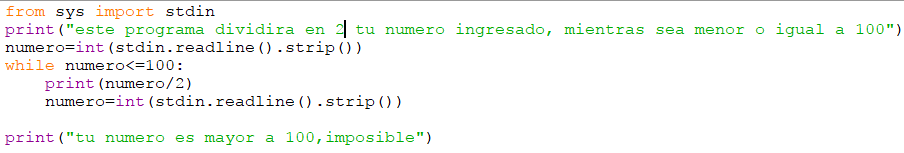 from sys import stdin
print("este programa dividira en 2 tu numero ingresado, mientras sea menor o igual a 100")
numero=int(stdin.readline().strip())
while numero<=100:
    print(numero/2)
    numero=int(stdin.readline().strip())
print("tu numero es mayor a 100,imposible")